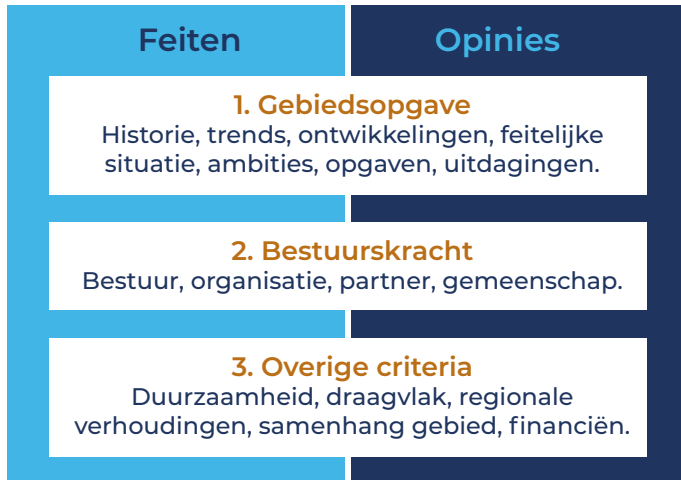 Feiten
Opinies
1. Gebiedsopgave
Historie, trends, ontwikkelingen, feitelijke
situatie, ambities, opgaven, uitdagingen.
2. Bestuurskracht
Bestuur, organisatie, partner, gemeenschap.
3. Overige criteria
Duurzaamheid, draagvlak, regionale
verhoudingen, samenhang gebied, financiën.